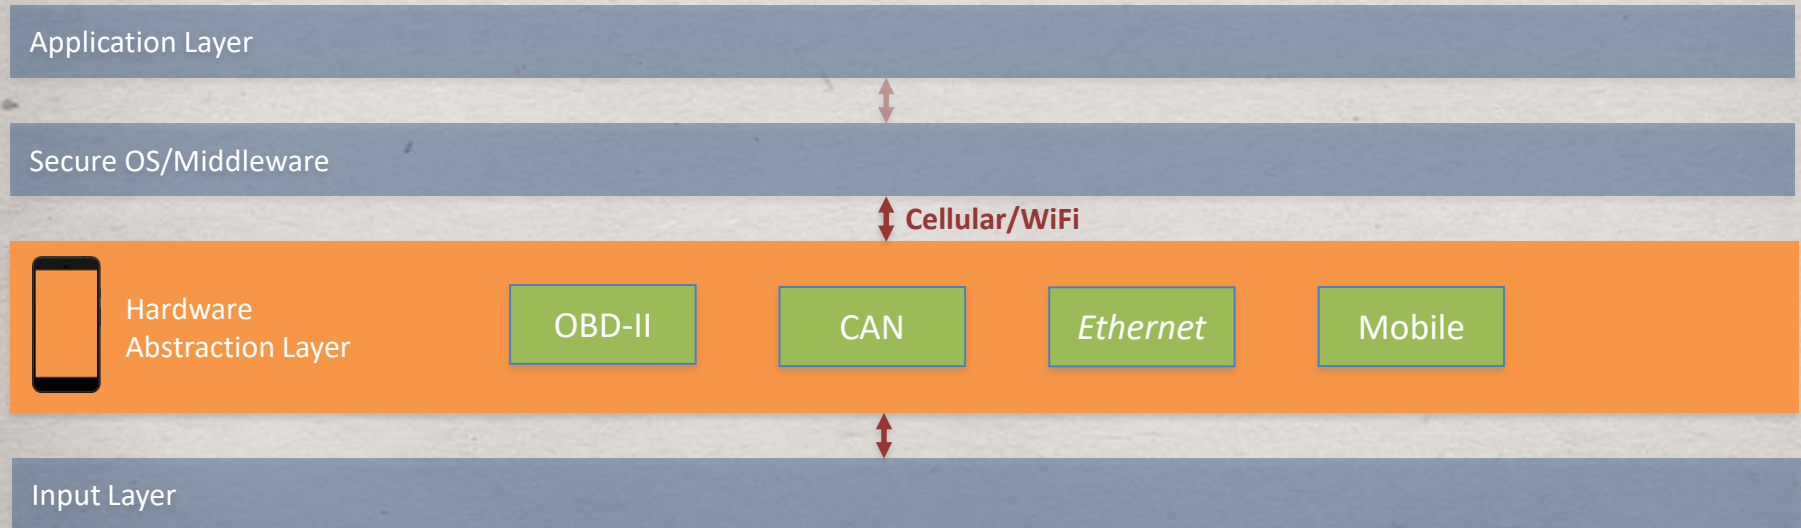 Application Layer
Secure OS/Middleware
Cellular/WiFi
Hardware
Abstraction Layer
OBD-II
CAN
Ethernet
Mobile
Input Layer